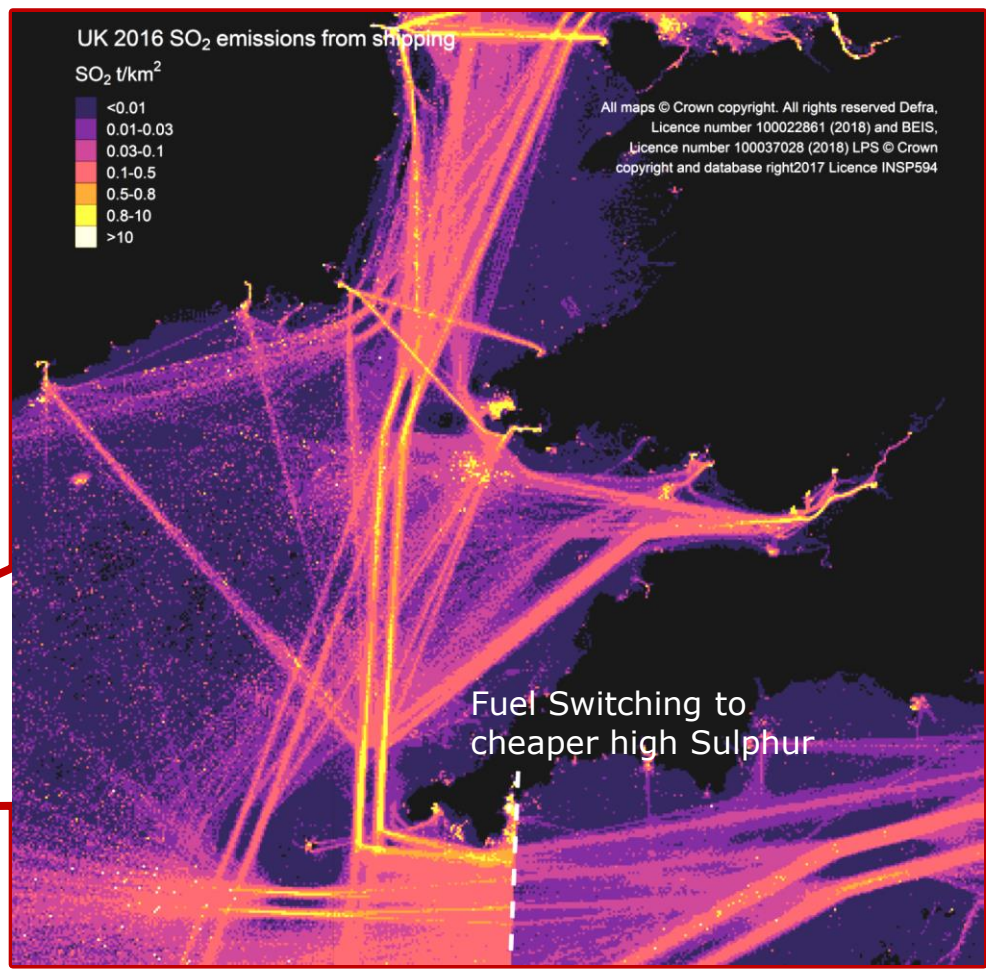 UK 2016 SO₂ emissions from shipping
SO₂ t/km²
<0.01
0.01-0.03
0.03-0.1
0.1-0.5
0.5-0.8
0.8-10
>10
All maps © Crown copyright. All rights reserved Defra,
Licence number 100022861 (2018) and BEIS,
Licence number 100037028 (2018) LPS © Crown
copyright and database right2017 Licence INSP594
Fuel Switching to
cheaper high Sulphur